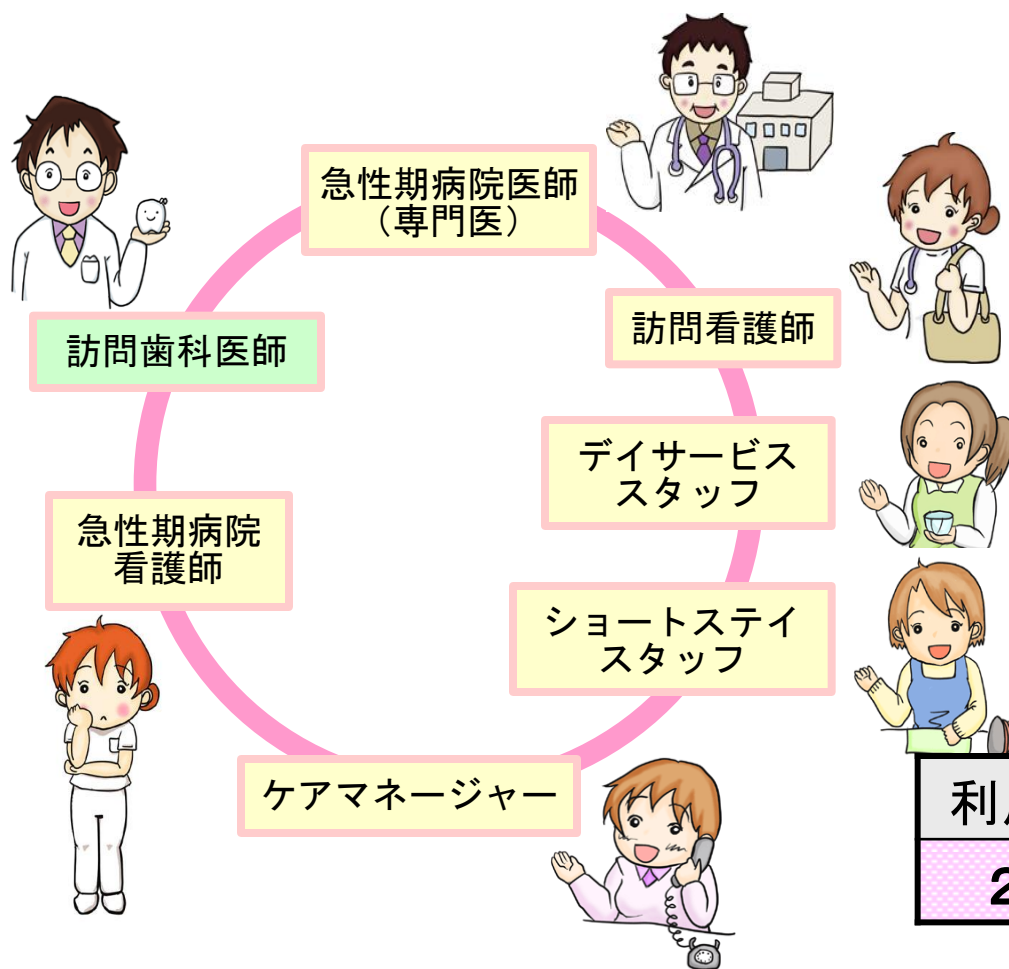 急性期病院医師
（専門医）
訪問歯科医師
訪問看護師
デイサービス
スタッフ
急性期病院
看護師
ショートステイ
スタッフ
ケアマネージャー
利
2